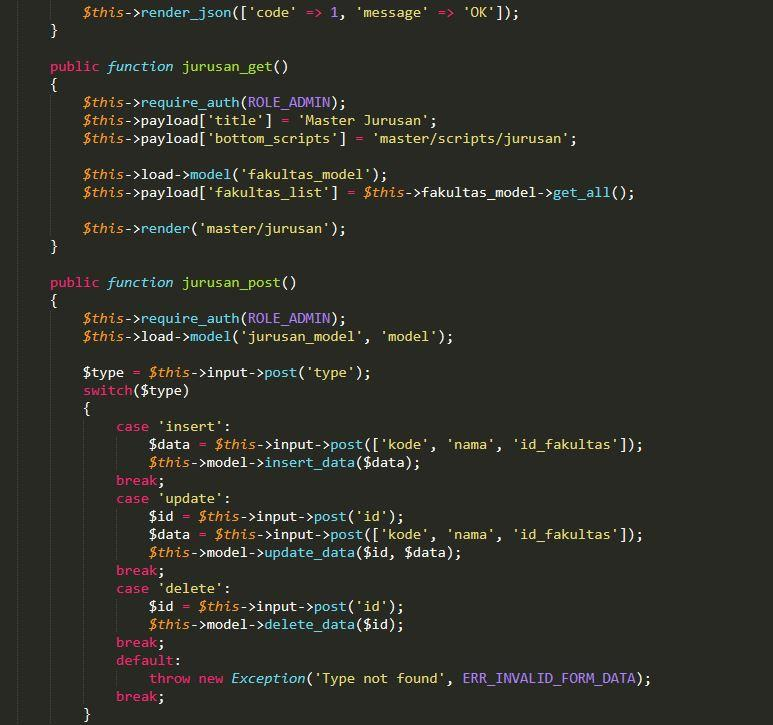 $this->render_json(['code' => 1, 'message' => 'OK']);
}
public function jurusan_get()
{
$this->require_auth(ROLE_ADMIN);
$this->payload['title'] = 'Master Jurusan';
$this->payload['bottom_scripts'] = 'master/scripts/jurusan';
$this->load->model('fakultas_model');
$this->payload['fakultas_list'] = $this->fakultas_model->get_all();
$this->render('master/jurusan');
}
public function jurusan_post()
{
$this->require_auth(ROLE_ADMIN);
$this->load->model('jurusan_model', 'model');
$type = $this->input->post('type');
switch($type)
{
case 'insert':
$data = $this->input->post(['kode', 'nama', 'id_fakultas']);
$this->model->insert_data($data);
break;
case 'update':
$id = $this->input->post('id');
$data = $this->input->post(['kode', 'nama', 'id_fakultas']);
$this->model->update_data($id, $data);
break;
case 'delete':
$id = $this->input->post('id');
$this->model->delete_data($id);
break;
default:
throw new Exception('Type not found', ERR_INVALID_FORM_DATA);
break;
}